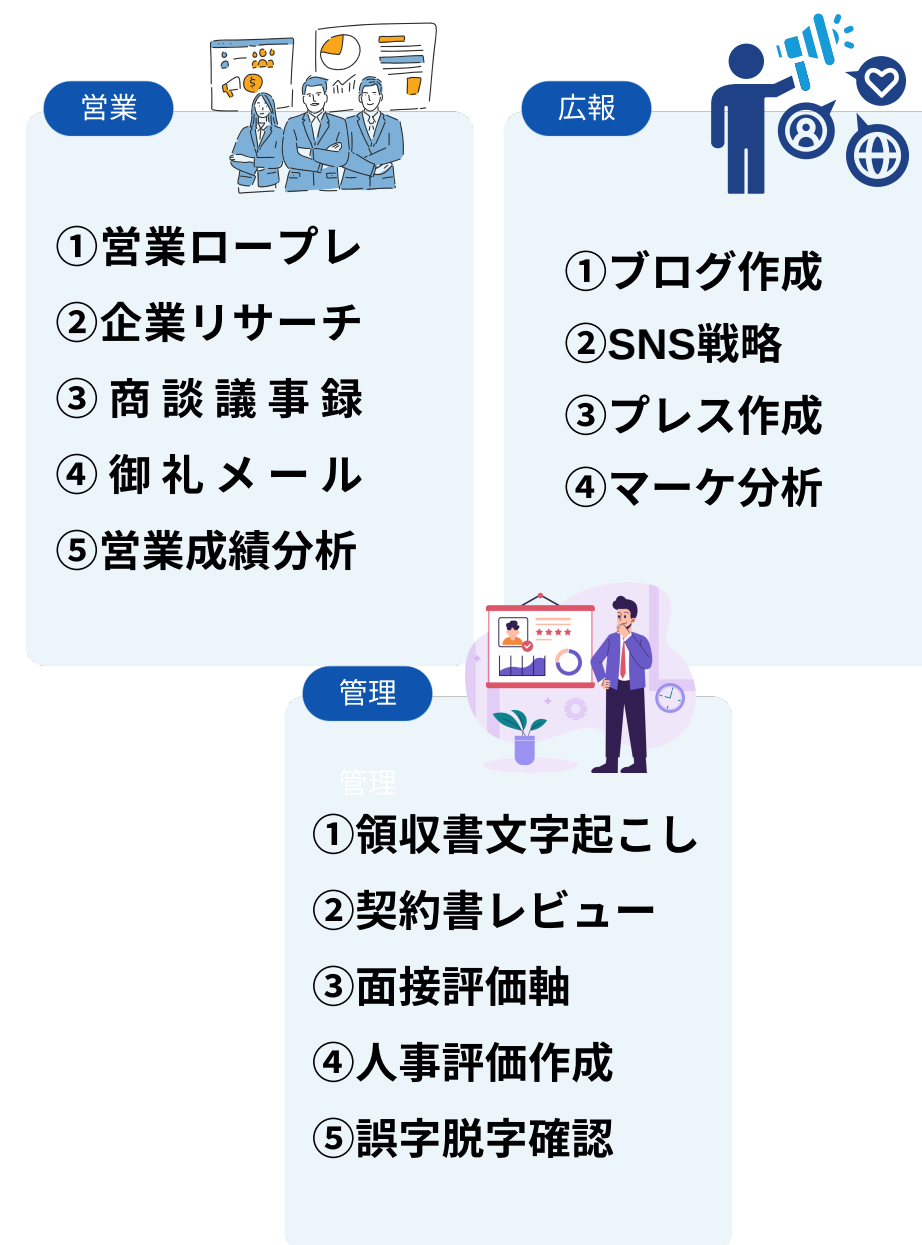 営業
①営業ロープレ
②企業リサーチ
③商談議事録
④御礼メール
⑤営業成績分析
広報
①ブログ作成
②SNS戦略
③プレス作成
④マーケ分析
管理
管理
①領収書文字起こし
②契約書レビュー
③面接評価軸
④人事評価作成
⑤誤字脱字確認